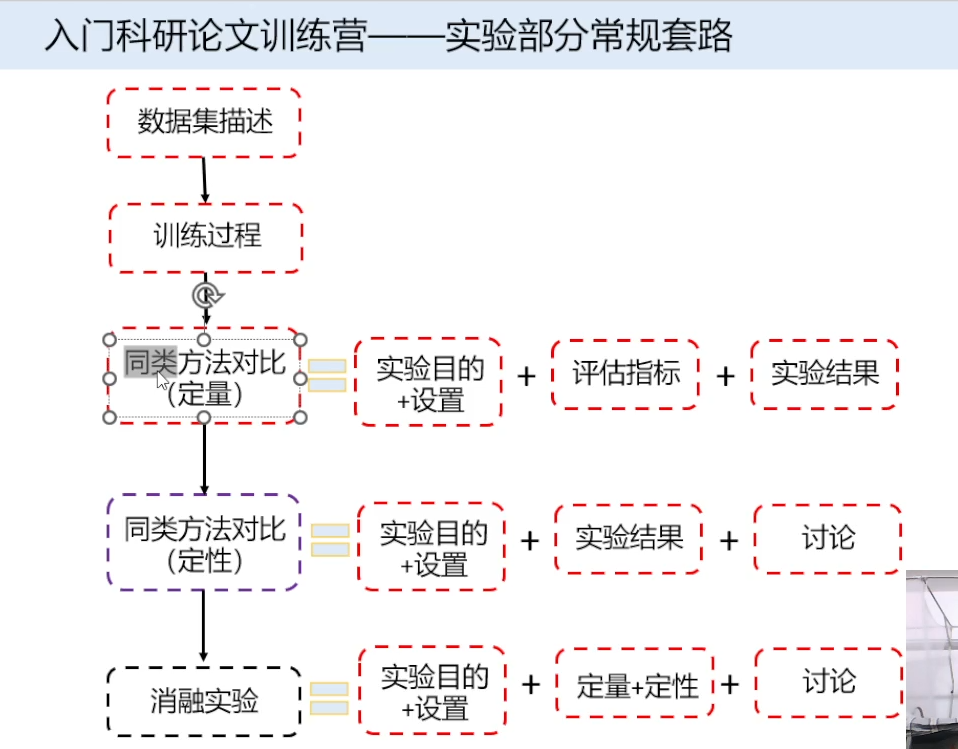 入门科研论文训练营——实验部分常规套路
数据集描述
训练过程
同类方法对比
（定量）
实验目的
+设置
+
评估指标
+
实验结果
同类方法对比
（定性）
实验目的
+设置
+
实验结果
+
讨论
消融实验
实验目的
+设置
+
定量+定性
+
讨论